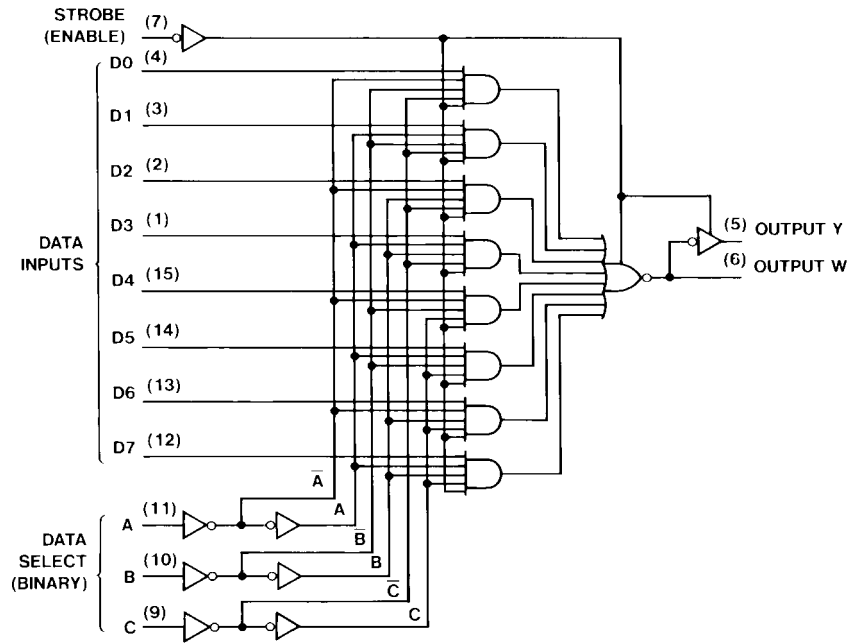 STROBE
(ENABLE) (7)
D0 (4)
D1 (3)
D2 (2)
D3 (1)
DATA
INPUTS
D4 (15)
D5 (14)
D6 (13)
D7 (12)
(5) OUTPUT Y
(6) OUTPUT W
A̅
A
B̅
B
C̅
C
DATA
SELECT
(BINARY)
A (11)
B (10)
C (9)